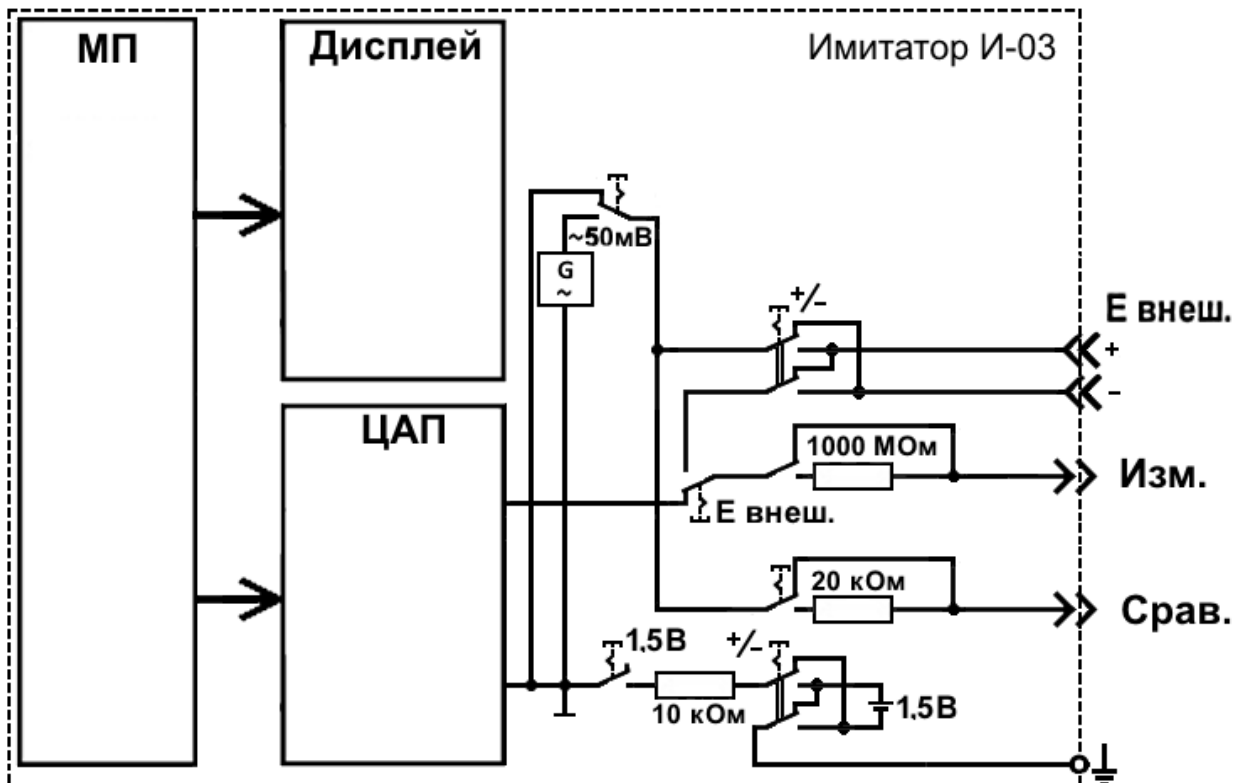 МП
Дисплей
Имитатор И-03
~50мВ
G
~
+/-
Е внеш.
+
-
ЦАП
1000 МОм
Изм.
Е внеш.
20 кОм
Срав.
1,5В
+/-
10 кОм
1,5В